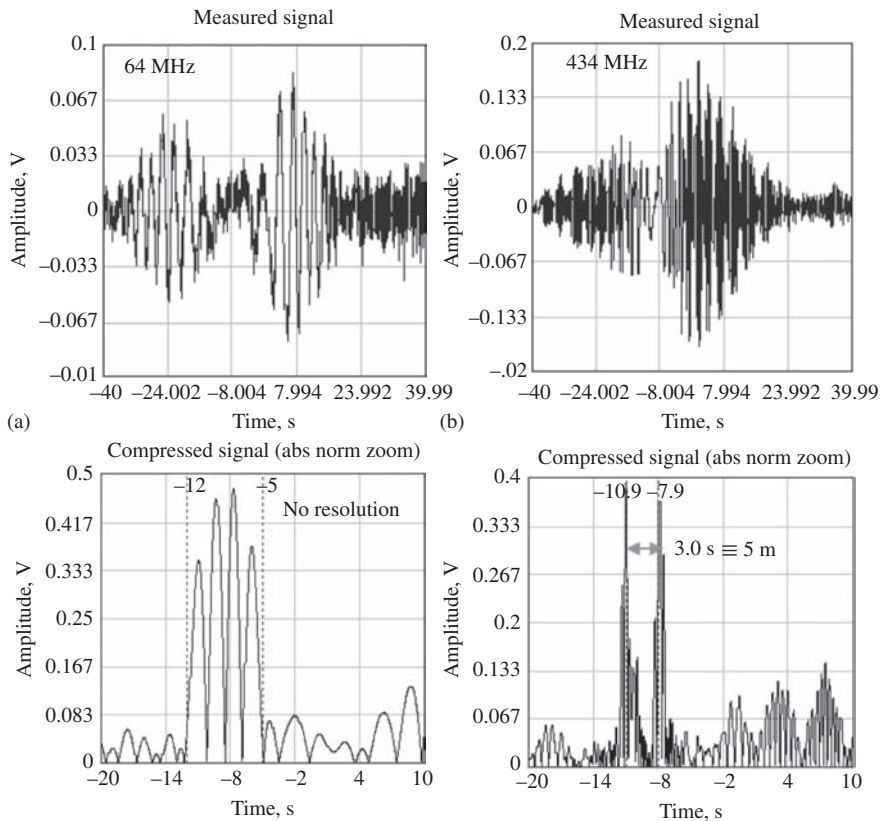 Measured signal
64 MHz
Amplitude, V
0.1
0.067
0.033
0
−0.033
−0.067
−0.01
−40 −24.002 −8.004 7.994 23.992 39.99
Time, s
(a)
Measured signal
434 MHz
Amplitude, V
0.2
0.133
0.067
0
−0.067
−0.133
−.02
−40 −24.002 −8.004 7.994 23.992 39.99
Time, s
(b)
Compressed signal (abs norm zoom)
−12 −5
No resolution
Amplitude, V
0.5
0.417
0.333
0.25
0.167
0.083
0
−20 −14 −8 −2 4 10
Time, s
Compressed signal (abs norm zoom)
−10.9 −7.9
3.0 s ≡ 5 m
Amplitude, V
0.4
0.333
0.267
0.2
0.133
0.067
0
−20 −14 −8 −2 4 10
Time, s